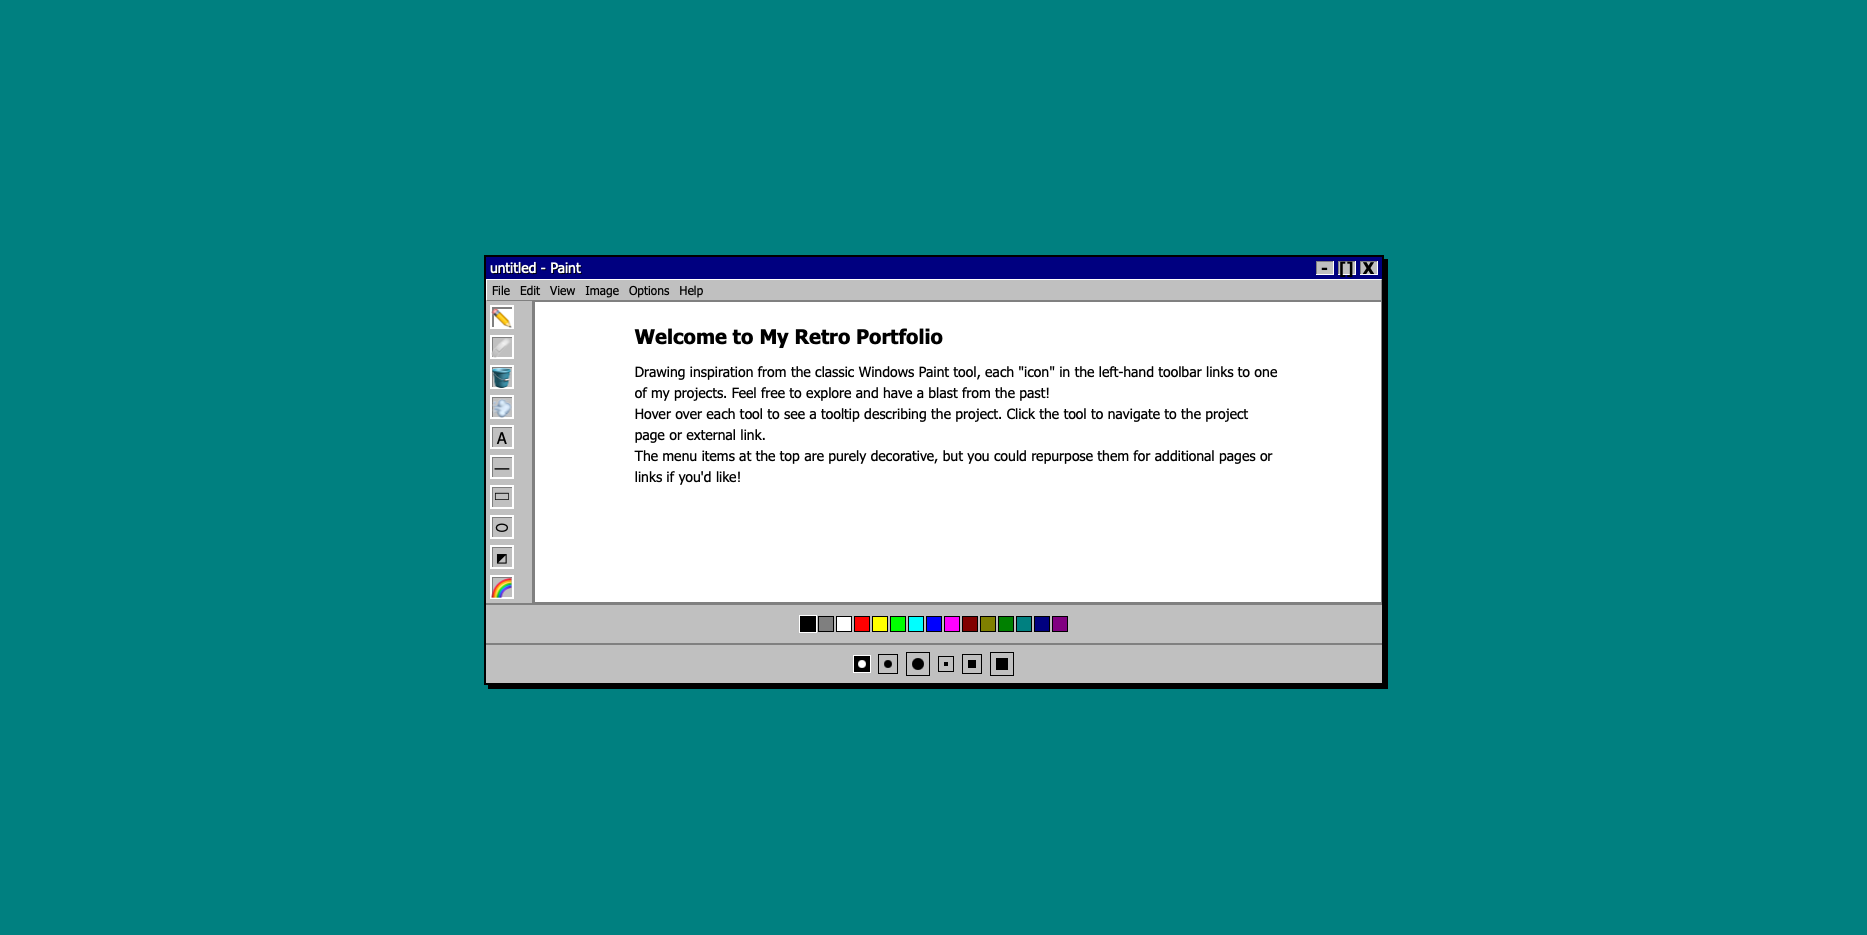 untitled - Paint
File Edit View Image Options Help
A
Welcome to My Retro Portfolio
Drawing inspiration from the classic Windows Paint tool, each "icon" in the left-hand toolbar links to one
of my projects. Feel free to explore and have a blast from the past!
Hover over each tool to see a tooltip describing the project. Click the tool to navigate to the project
page or external link.
The menu items at the top are purely decorative, but you could repurpose them for additional pages or
links if you'd like!